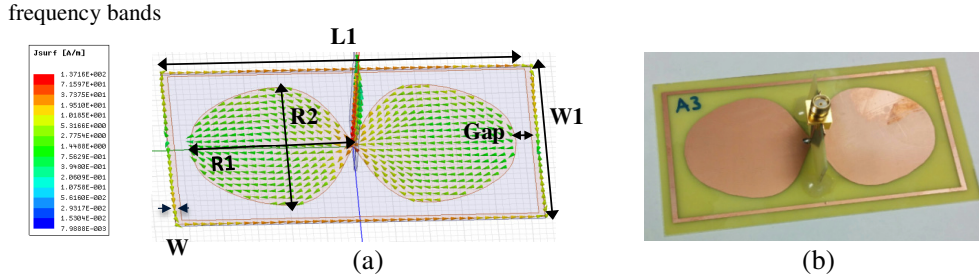 frequency bands
L1
Jsurf [A/m]
1.3716E+002
7.1597E+001
3.7375E+001
1.9510E+001
1.0185E+001
5.3166E+000
2.7754E+000
1.4488E+000
7.5629E-001
3.9480E-001
2.0609E-001
1.0758E-001
5.6160E-002
2.9317E-002
1.5304E-002
7.9888E-003
R2
W1
Gap
R1
W
A3
(a)
(b)